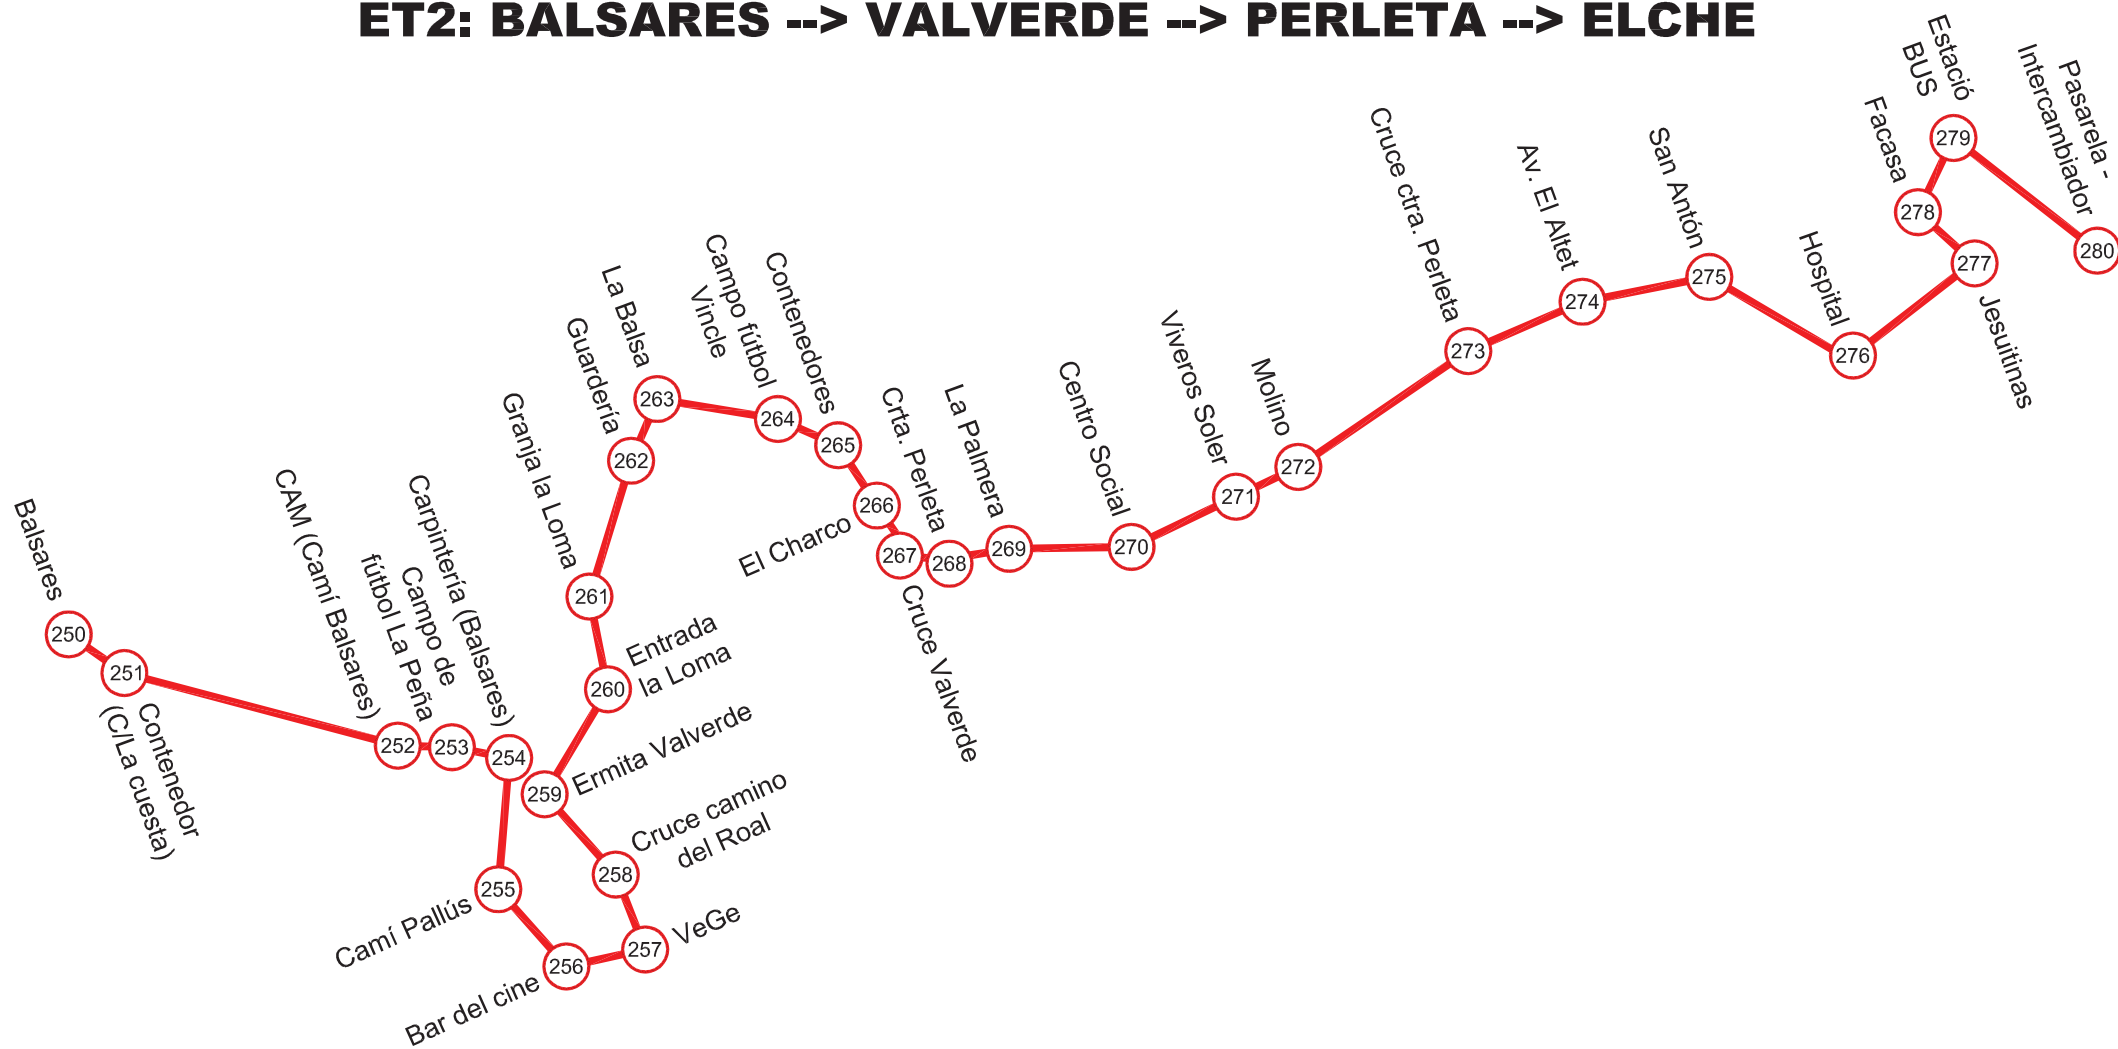 ET2: BALSARES --> VALVERDE --> PERLETA --> ELCHE
250
Balsares
251
Contenedor
(C/La cuesta)
252
CAM (Camí Balsares)
253
Campo de
fútbol La Peña
254
Carpintería (Balsares)
255
Camí Pallús
256
Bar del cine
257
VeGe
258
Cruce camino
del Roal
259
Ermita Valverde
260
Entrada
la Loma
261
Granja la Loma
262
Guardería
263
La Balsa
264
Campo fútbol
Vincle
265
Contenedores
266
El Charco
267
Cruce Valverde
268
Crta. Perleta
269
La Palmera
270
Centro Social
271
Viveros Soler
272
Molino
273
Cruce ctra. Perleta
274
Av. El Altet
275
San Antón
276
Hospital
277
Jesuitinas
278
Facasa
279
Estació
BUS
280
Pasarela -
Intercambiador